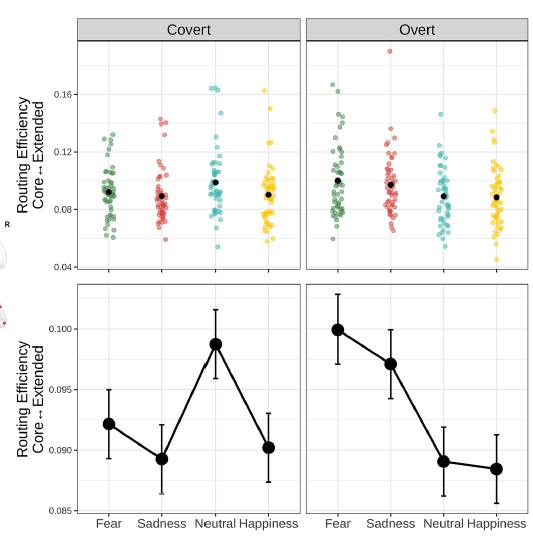 Covert Overt
Routing Efficiency
Core↔Extended
0.16
0.12
0.08
0.04
R
Routing Efficiency
Core↔Extended
0.100
0.095
0.090
0.085
Fear Sadness Neutral Happiness Fear Sadness Neutral Happiness